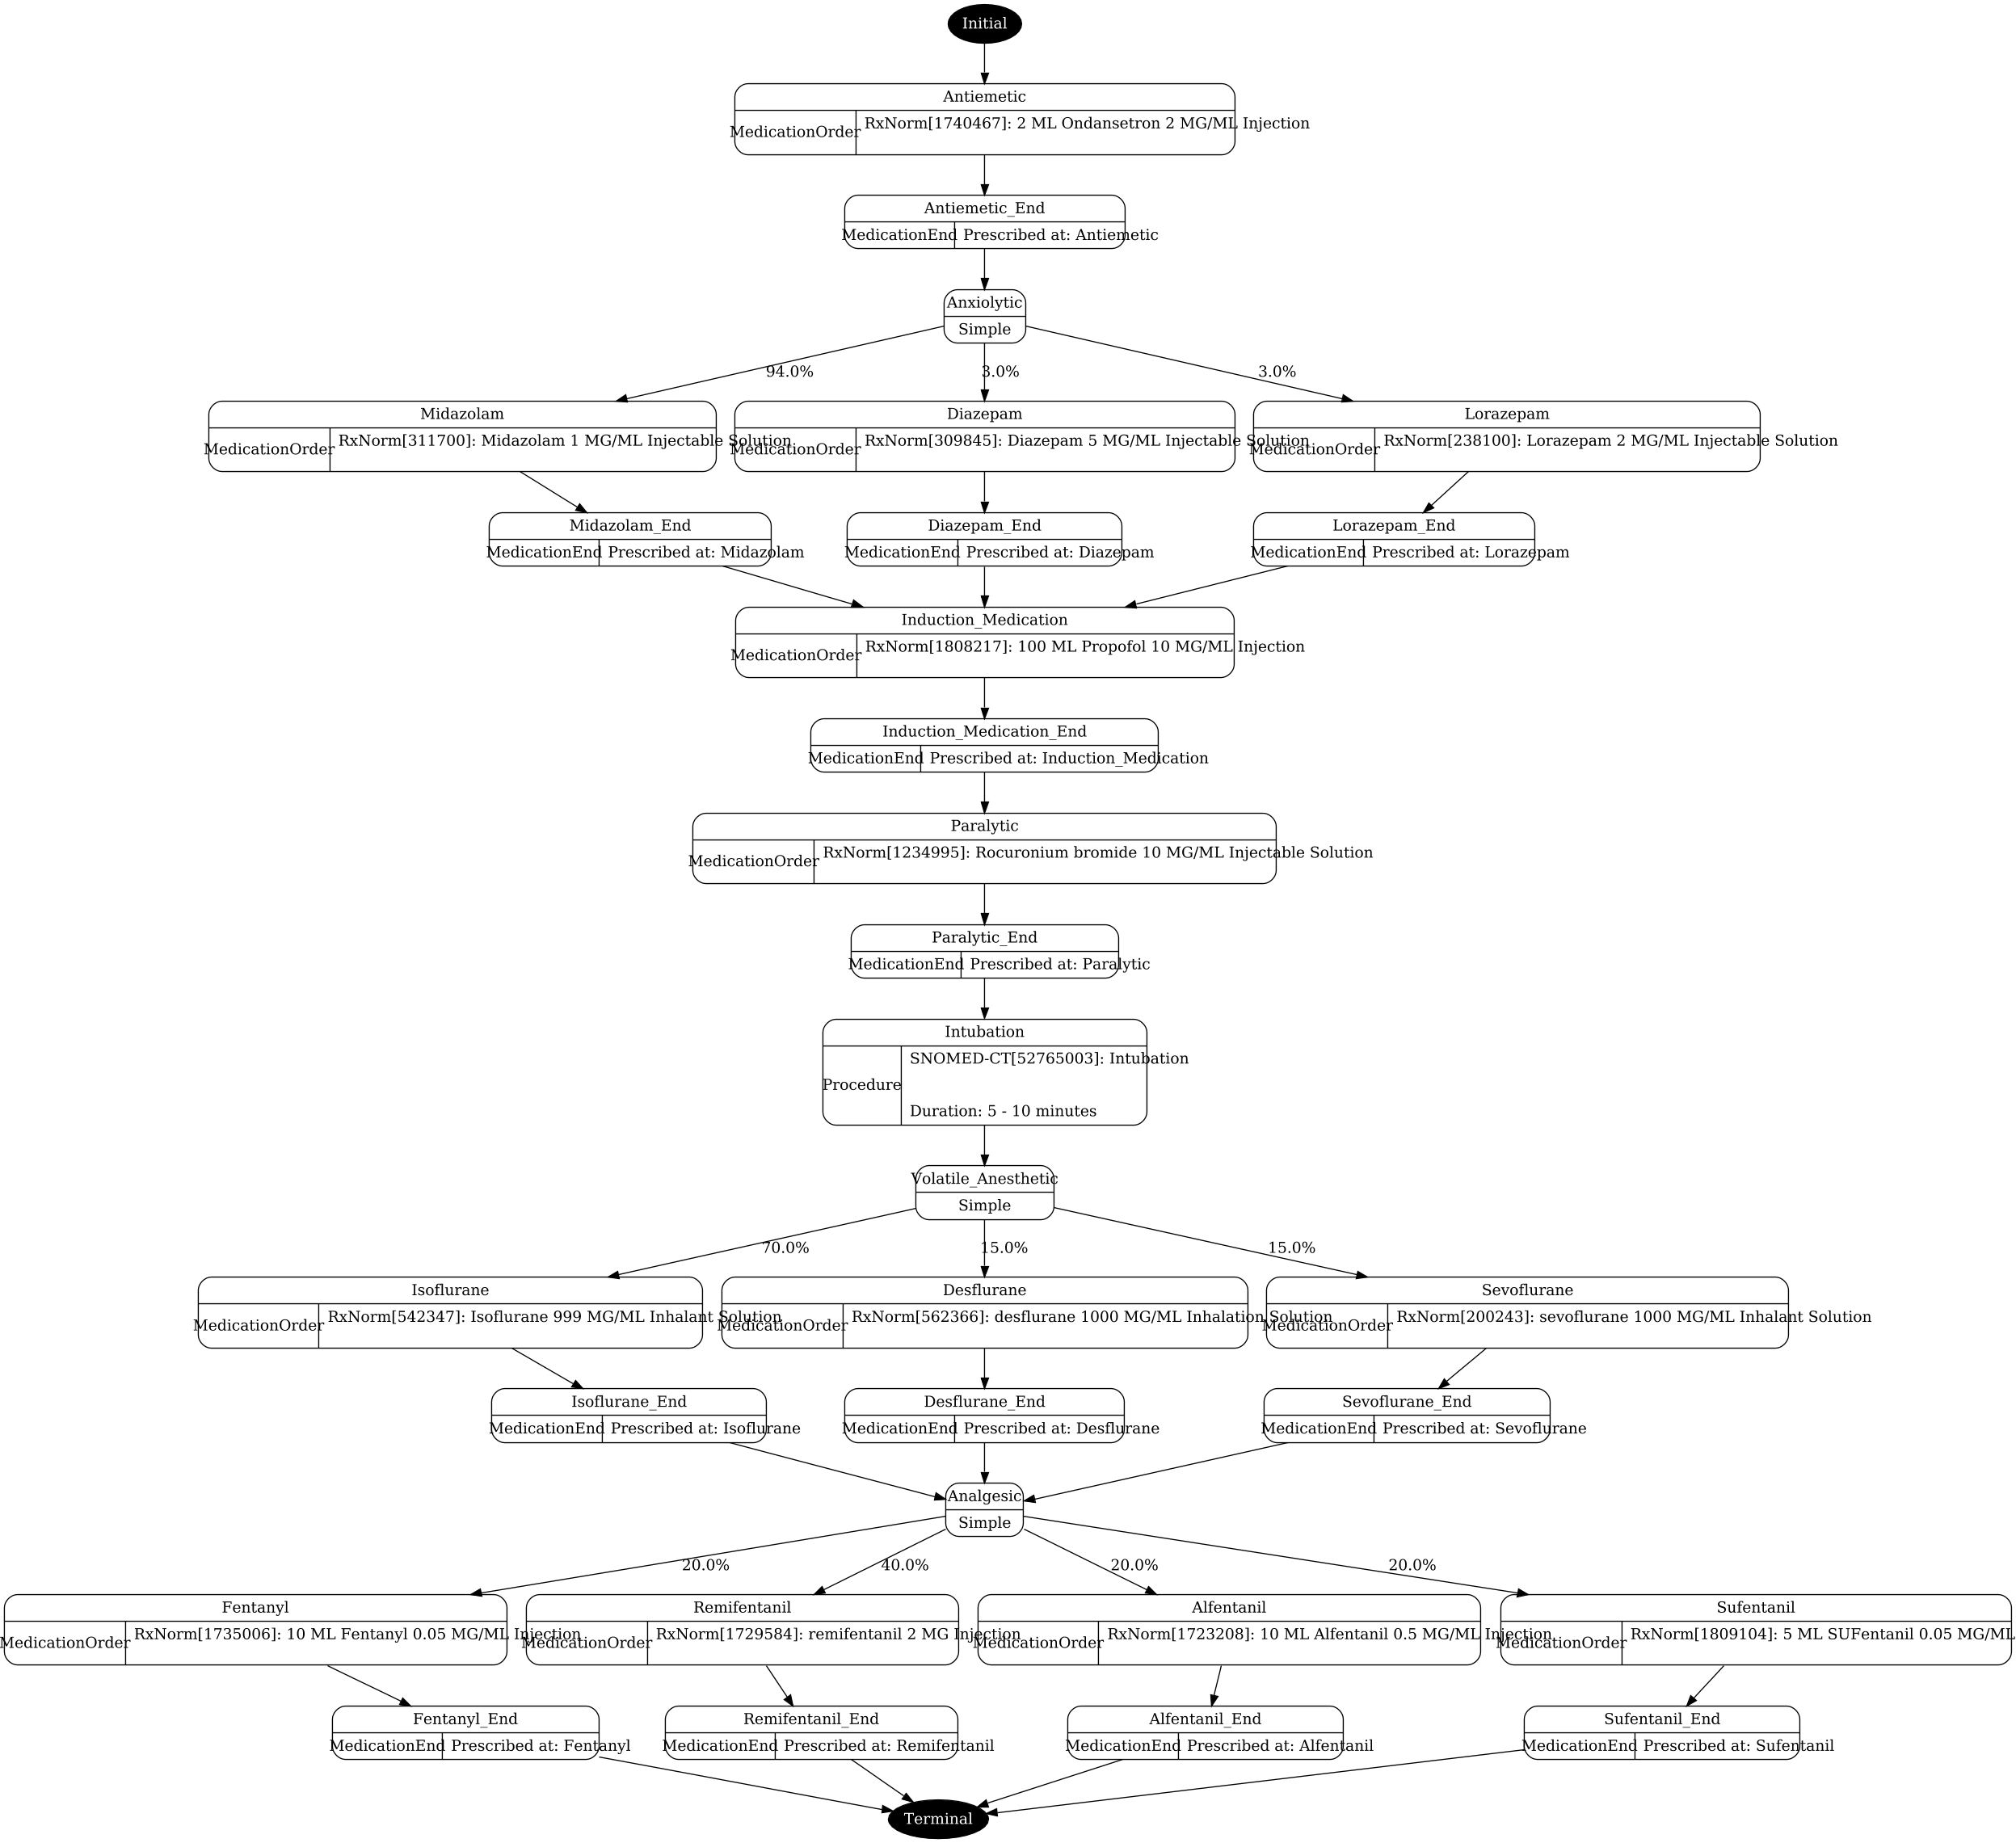 Initial
Antiemetic
MedicationOrder
RxNorm[1740467]: 2 ML Ondansetron 2 MG/ML Injection
Antiemetic_End
MedicationEnd
Prescribed at: Antiemetic
Anxiolytic
Simple
94.0%
3.0%
3.0%
Midazolam
MedicationOrder
RxNorm[311700]: Midazolam 1 MG/ML Injectable Solution
Diazepam
MedicationOrder
RxNorm[309845]: Diazepam 5 MG/ML Injectable Solution
Lorazepam
MedicationOrder
RxNorm[238100]: Lorazepam 2 MG/ML Injectable Solution
Midazolam_End
MedicationEnd
Prescribed at: Midazolam
Diazepam_End
MedicationEnd
Prescribed at: Diazepam
Lorazepam_End
MedicationEnd
Prescribed at: Lorazepam
Induction_Medication
MedicationOrder
RxNorm[1808217]: 100 ML Propofol 10 MG/ML Injection
Induction_Medication_End
MedicationEnd
Prescribed at: Induction_Medication
Paralytic
MedicationOrder
RxNorm[1234995]: Rocuronium bromide 10 MG/ML Injectable Solution
Paralytic_End
MedicationEnd
Prescribed at: Paralytic
Intubation
Procedure
SNOMED-CT[52765003]: Intubation
Duration: 5 - 10 minutes
Volatile_Anesthetic
Simple
70.0%
15.0%
15.0%
Isoflurane
MedicationOrder
RxNorm[542347]: Isoflurane 999 MG/ML Inhalant Solution
Desflurane
MedicationOrder
RxNorm[562366]: desflurane 1000 MG/ML Inhalation Solution
Sevoflurane
MedicationOrder
RxNorm[200243]: sevoflurane 1000 MG/ML Inhalant Solution
Isoflurane_End
MedicationEnd
Prescribed at: Isoflurane
Desflurane_End
MedicationEnd
Prescribed at: Desflurane
Sevoflurane_End
MedicationEnd
Prescribed at: Sevoflurane
Analgesic
Simple
20.0%
40.0%
20.0%
20.0%
Fentanyl
MedicationOrder
RxNorm[1735006]: 10 ML Fentanyl 0.05 MG/ML Injection
Remifentanil
MedicationOrder
RxNorm[1729584]: remifentanil 2 MG Injection
Alfentanil
MedicationOrder
RxNorm[1723208]: 10 ML Alfentanil 0.5 MG/ML Injection
Sufentanil
MedicationOrder
RxNorm[1809104]: 5 ML SUFentanil 0.05 MG/ML
Fentanyl_End
MedicationEnd
Prescribed at: Fentanyl
Remifentanil_End
MedicationEnd
Prescribed at: Remifentanil
Alfentanil_End
MedicationEnd
Prescribed at: Alfentanil
Sufentanil_End
MedicationEnd
Prescribed at: Sufentanil
Terminal